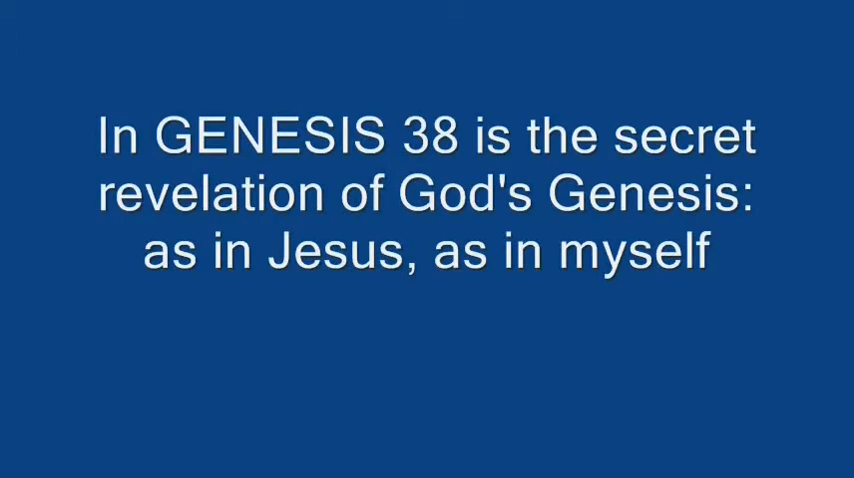 In GENESIS 38 is the secret
revelation of God's Genesis:
as in Jesus, as in myself